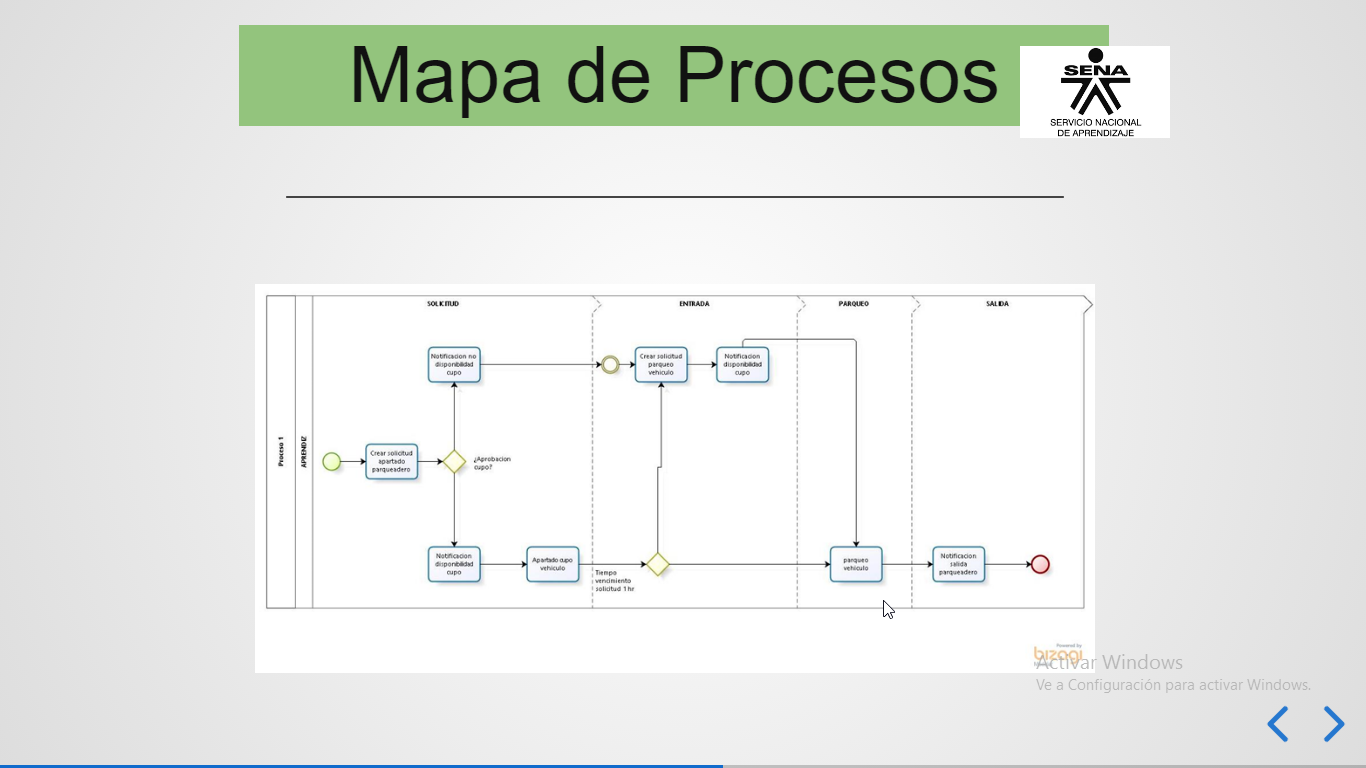 Mapa de Procesos
SENA
SERVICIO NACIONAL
DE APRENDIZAJE
SOLICITUD
ENTRADA
PARQUEO
SALIDA
Proceso 1
APRENDIZ
Notificacion no
disponibilidad
cupo
Crear solicitud
parqueo
vehiculo
Notificacion
disponibilidad
cupo
Crear solicitud
apartado
parqueadero
¿Aprobacion
cupo?
Notificacion
disponibilidad
cupo
Apartado cupo
vehiculo
Tiempo
vencimiento
solicitud 1 hr
parqueo
vehiculo
Notificacion
salida
parqueadero
Powered by
bizagi
Activar Windows
Ve a Configuración para activar Windows.